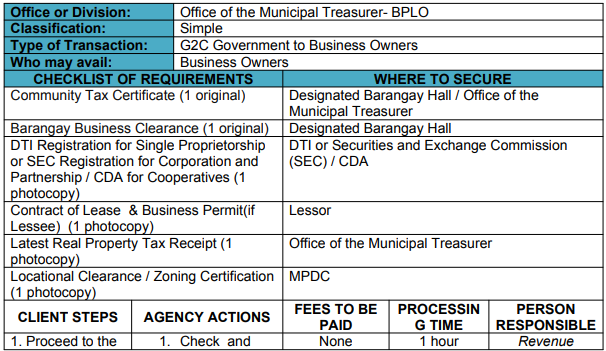 Office or Division: Office of the Municipal Treasurer- BPLO
Classification: Simple
Type of Transaction: G2C Government to Business Owners
Who may avail: Business Owners
CHECKLIST OF REQUIREMENTS WHERE TO SECURE
Community Tax Certificate (1 original) Designated Barangay Hall / Office of the
Municipal Treasurer
Barangay Business Clearance (1 original) Designated Barangay Hall
DTI Registration for Single Proprietorship
or SEC Registration for Corporation and
Partnership / CDA for Cooperatives (1
photocopy)
DTI or Securities and Exchange Commission
(SEC) / CDA
Contract of Lease & Business Permit(if
Lessee) (1 photocopy)
Lessor
Latest Real Property Tax Receipt (1
photocopy)
Office of the Municipal Treasurer
Locational Clearance / Zoning Certification
(1 photocopy)
MPDC
CLIENT STEPS AGENCY ACTIONS FEES TO BE
PAID
PROCESSIN
G TIME
PERSON
RESPONSIBLE
1. Proceed to the 1. Check and None 1 hour Revenue